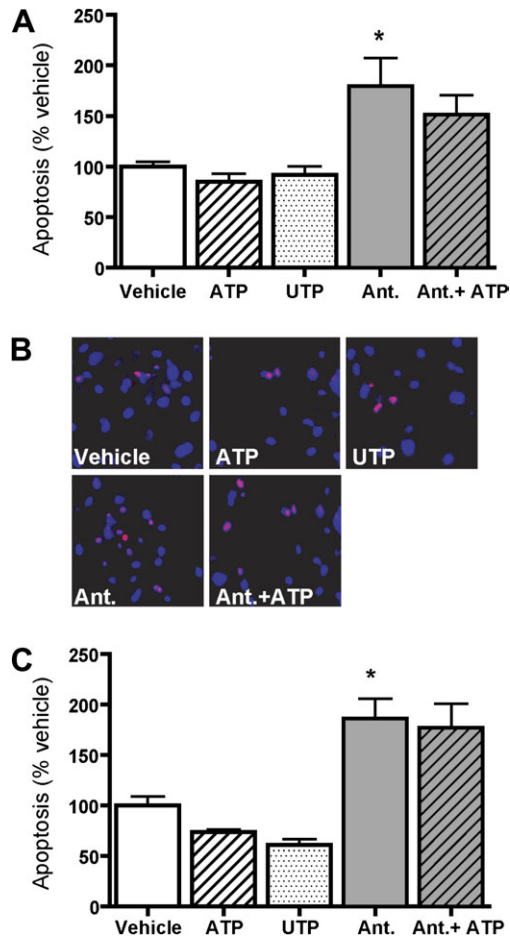 A
Apoptosis (% vehicle)
250
200
150
100
50
0
*
Vehicle ATP UTP Ant. Ant.+ ATP
B
Vehicle ATP UTP
Ant. Ant.+ATP
C
Apoptosis (% vehicle)
250
200
150
100
50
0
*
Vehicle ATP UTP Ant. Ant.+ ATP